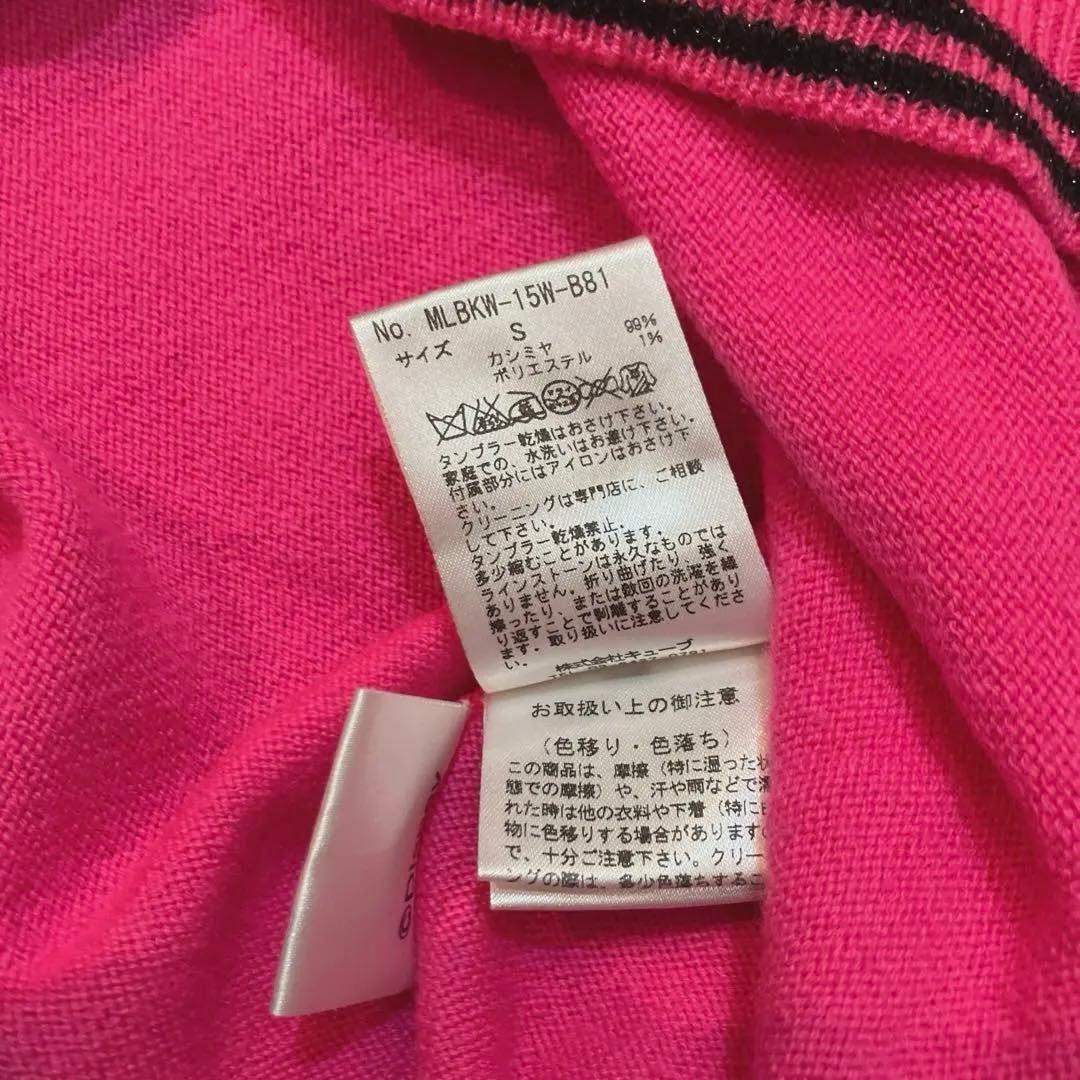 No. MLBKW-15W-B81
サイズ S
カシミヤ 99%
ポリエステル 1%
タンブラー乾燥はおさけ下さい。
家庭での、水洗いはお避け下さい。
付属部分にはアイロンはおさけ下
さい。
クリーニングは専門店に、ご相談
して下さい。
タンブラー乾燥禁止。
多少縮むことがあります。
ラインストーンは永久なものでは
ありません。折り曲げたり、強く
擦ったり、または数回の洗濯を繰
り返すことで剥離することがあり
ます。取り扱いに注意してくださ
い。
株式会社キューブ
お取扱い上の御注意
(色移り・色落ち)
この商品は、摩擦(特に湿った状
態での摩擦)や、汗や雨などで
れた時は他の衣料や下着(特に
物に色移りする場合があります
で、十分ご注意下さい。クリー
ングの際は、多少色落ちするこ